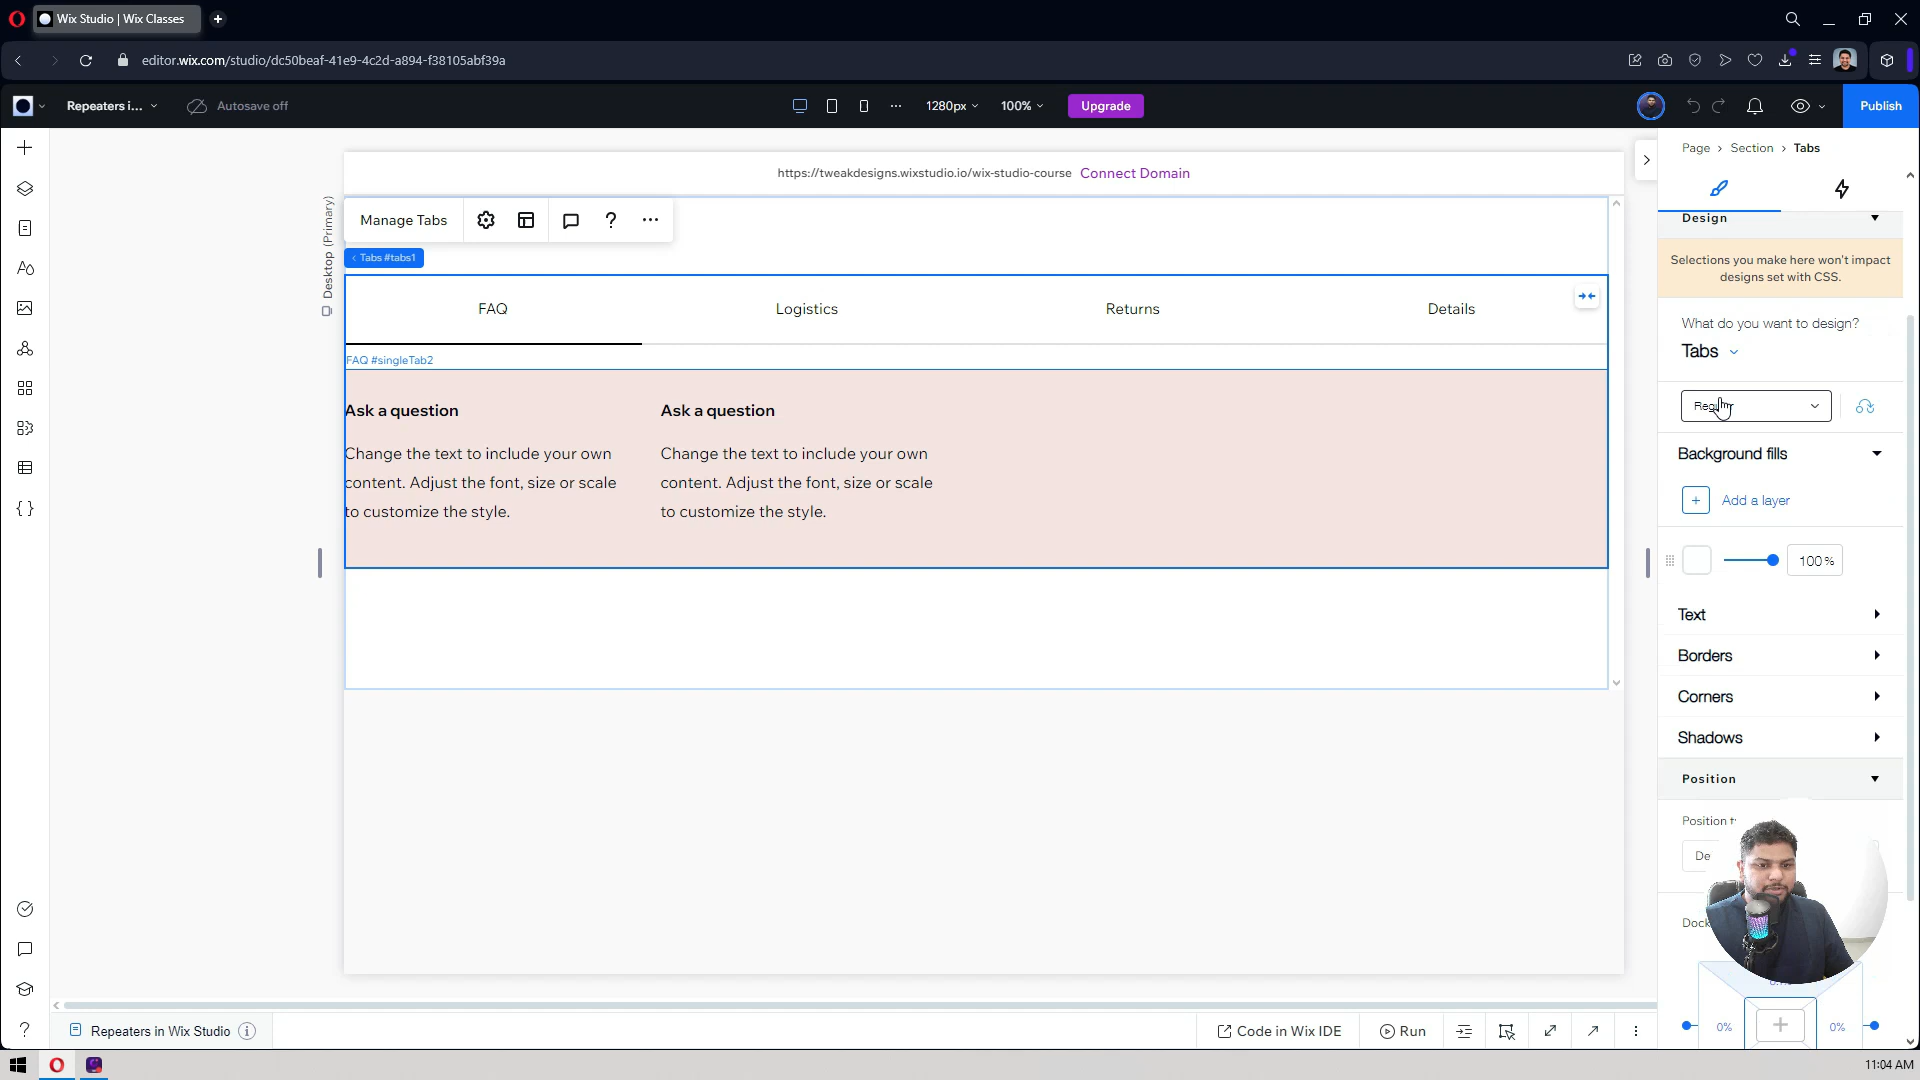 Wix Studio | Wix Classes
editor.wix.com/studio/dc50beaf-41e9-4c2d-a894-f38105abf39a
Repeaters i...
Autosave off
1280px
100%
Upgrade
Publish
https://tweakdesigns.wixstudio.io/wix-studio-course Connect Domain
Page > Section > Tabs
Desktop (Primary)
Manage Tabs
Tabs #tabs1
FAQ
Logistics
Returns
Details
FAQ #singleTab2
Ask a question
Change the text to include your own
content. Adjust the font, size or scale
to customize the style.
Ask a question
Change the text to include your own
content. Adjust the font, size or scale
to customize the style.
Design
Selections you make here won't impact
designs set with CSS.
What do you want to design?
Tabs
Background fills
Add a layer
100%
Text
Borders
Corners
Shadows
Position
Position
0%
0%
Repeaters in Wix Studio
Code in Wix IDE
Run
11:04 AM